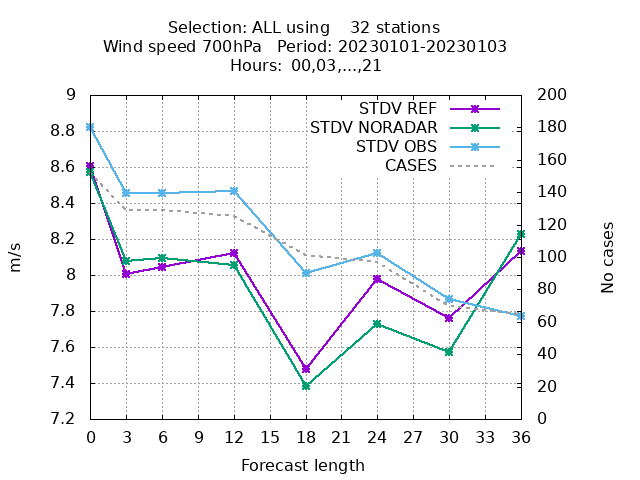 Selection: ALL using    32 stations
Wind speed 700hPa   Period: 20230101-20230103
Hours: 00,03,...,21
9 200
8.8 180
8.6 160
8.4 140
120
8.2
100
8 80
7.8
60
7.6 40
7.4 20
7.2 0
STDV REF
STDV NORADAR
STDV OBS
CASES
m/s
No cases
0 3 6 9 12 15 18 21 24 27 30 33 36
Forecast length